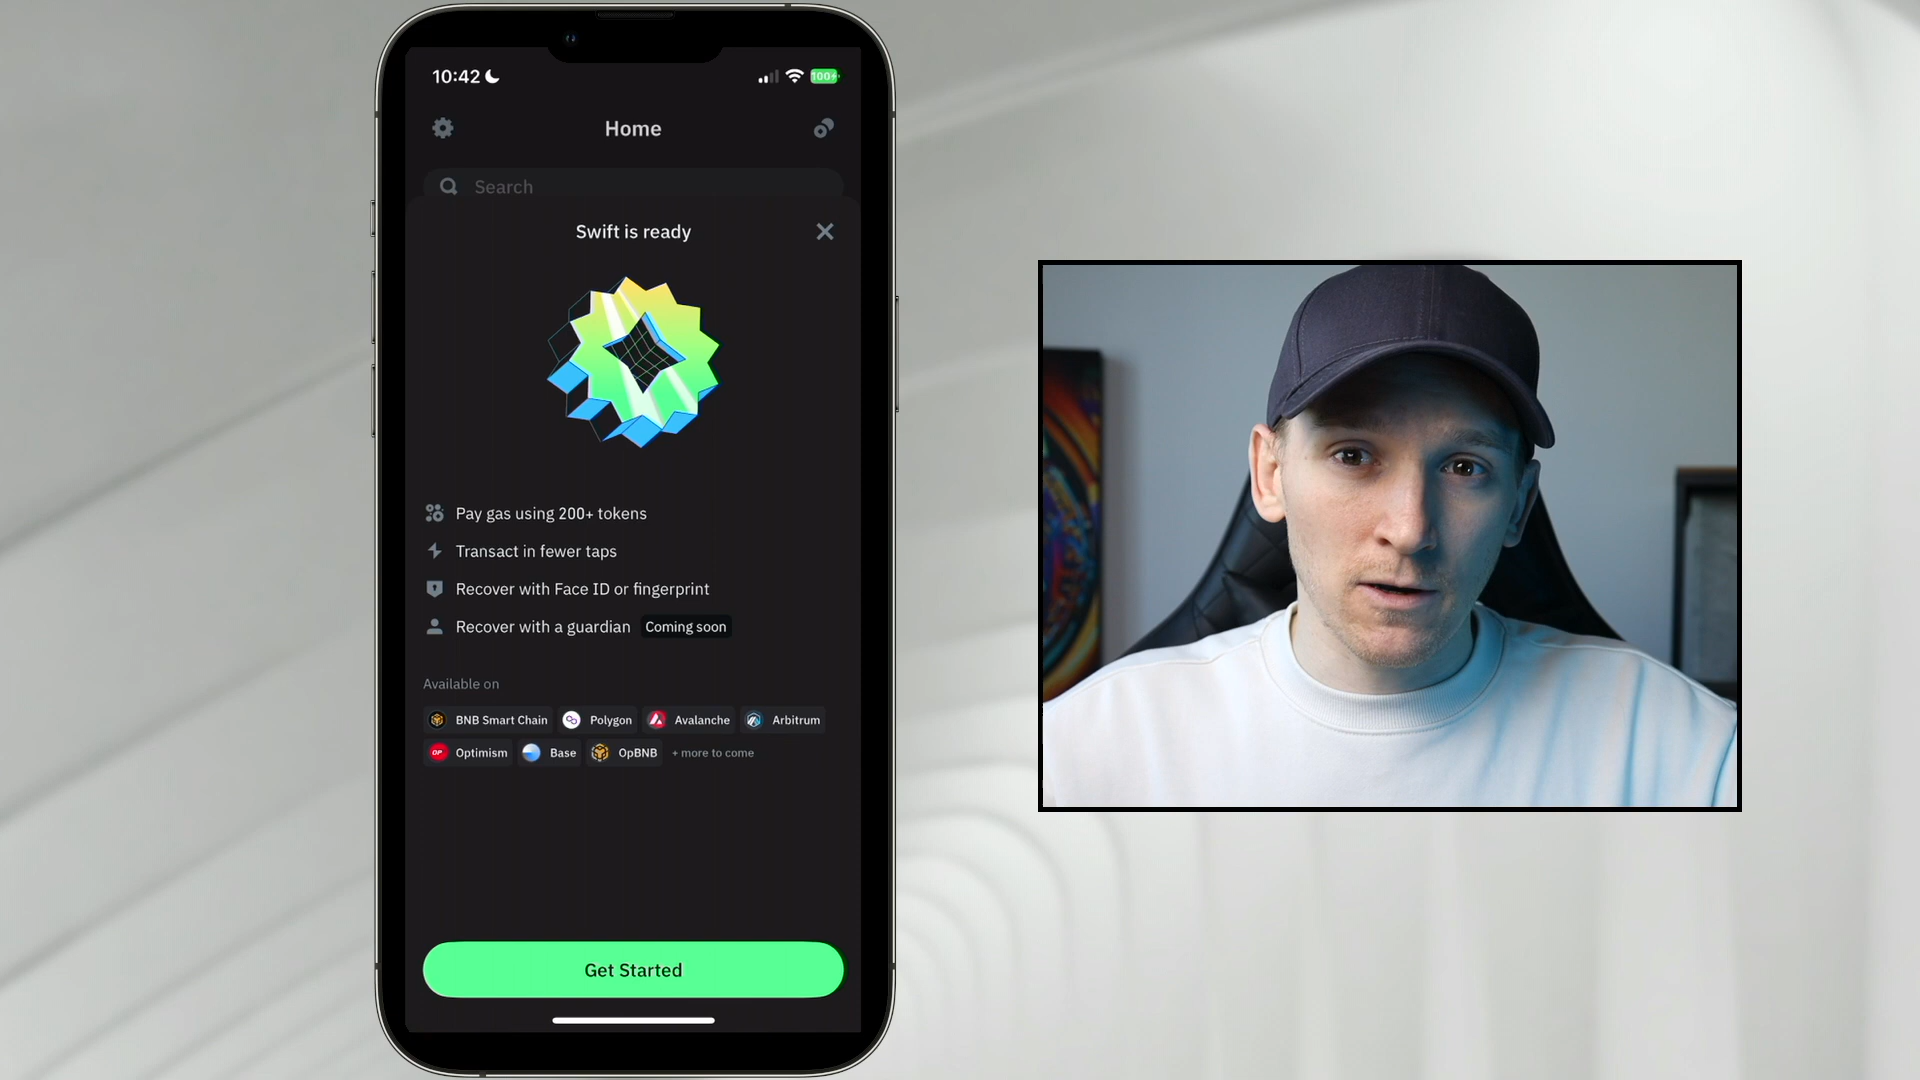 10:42
100
Home
Search
Swift is ready
Pay gas using 200+ tokens
Transact in fewer taps
Recover with Face ID or fingerprint
Recover with a guardian Coming soon
Available on
BNB Smart Chain Polygon Avalanche Arbitrum
OP Optimism Base OpBNB + more to come
Get Started